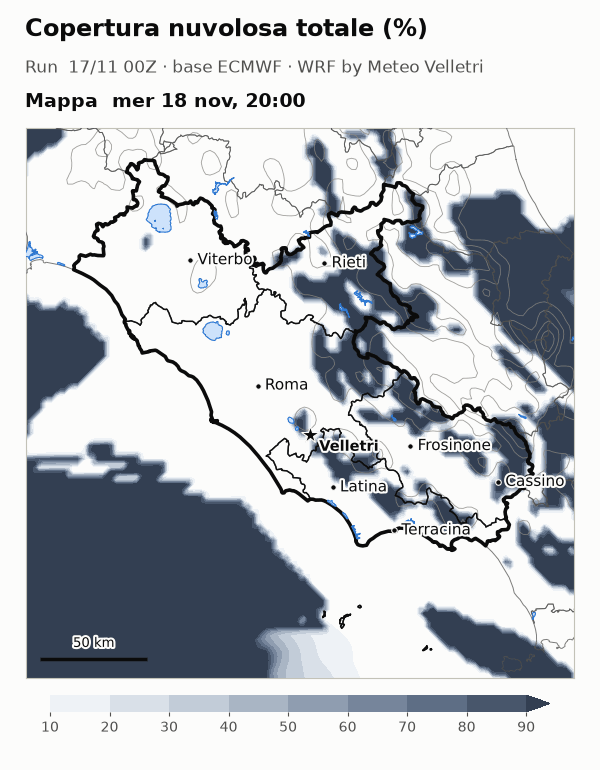 Copertura nuvolosa totale (%)
Run  17/11 00Z · base ECMWF · WRF by Meteo Velletri
Mappa  mer 18 nov, 20:00
Viterbo
Rieti
Roma
Velletri
Frosinone
Latina
Cassino
Terracina
50 km
10 20 30 40 50 60 70 80 90